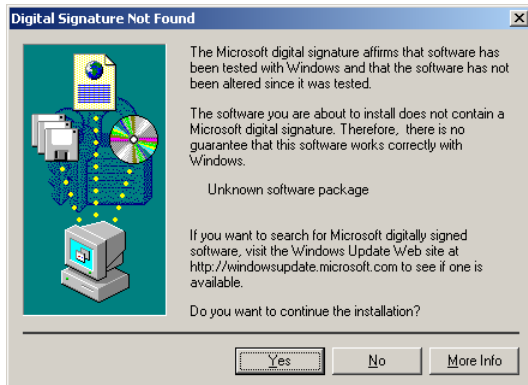 Digital Signature Not Found
The Microsoft digital signature affirms that software has
been tested with Windows and that the software has not
been altered since it was tested.
The software you are about to install does not contain a
Microsoft digital signature. Therefore,  there is no
guarantee that this software works correctly with
Windows.
Unknown software package
If you want to search for Microsoft digitally signed
software, visit the Windows Update Web site at
http://windowsupdate.microsoft.com to see if one is
available.
Do you want to continue the installation?
Yes No More Info